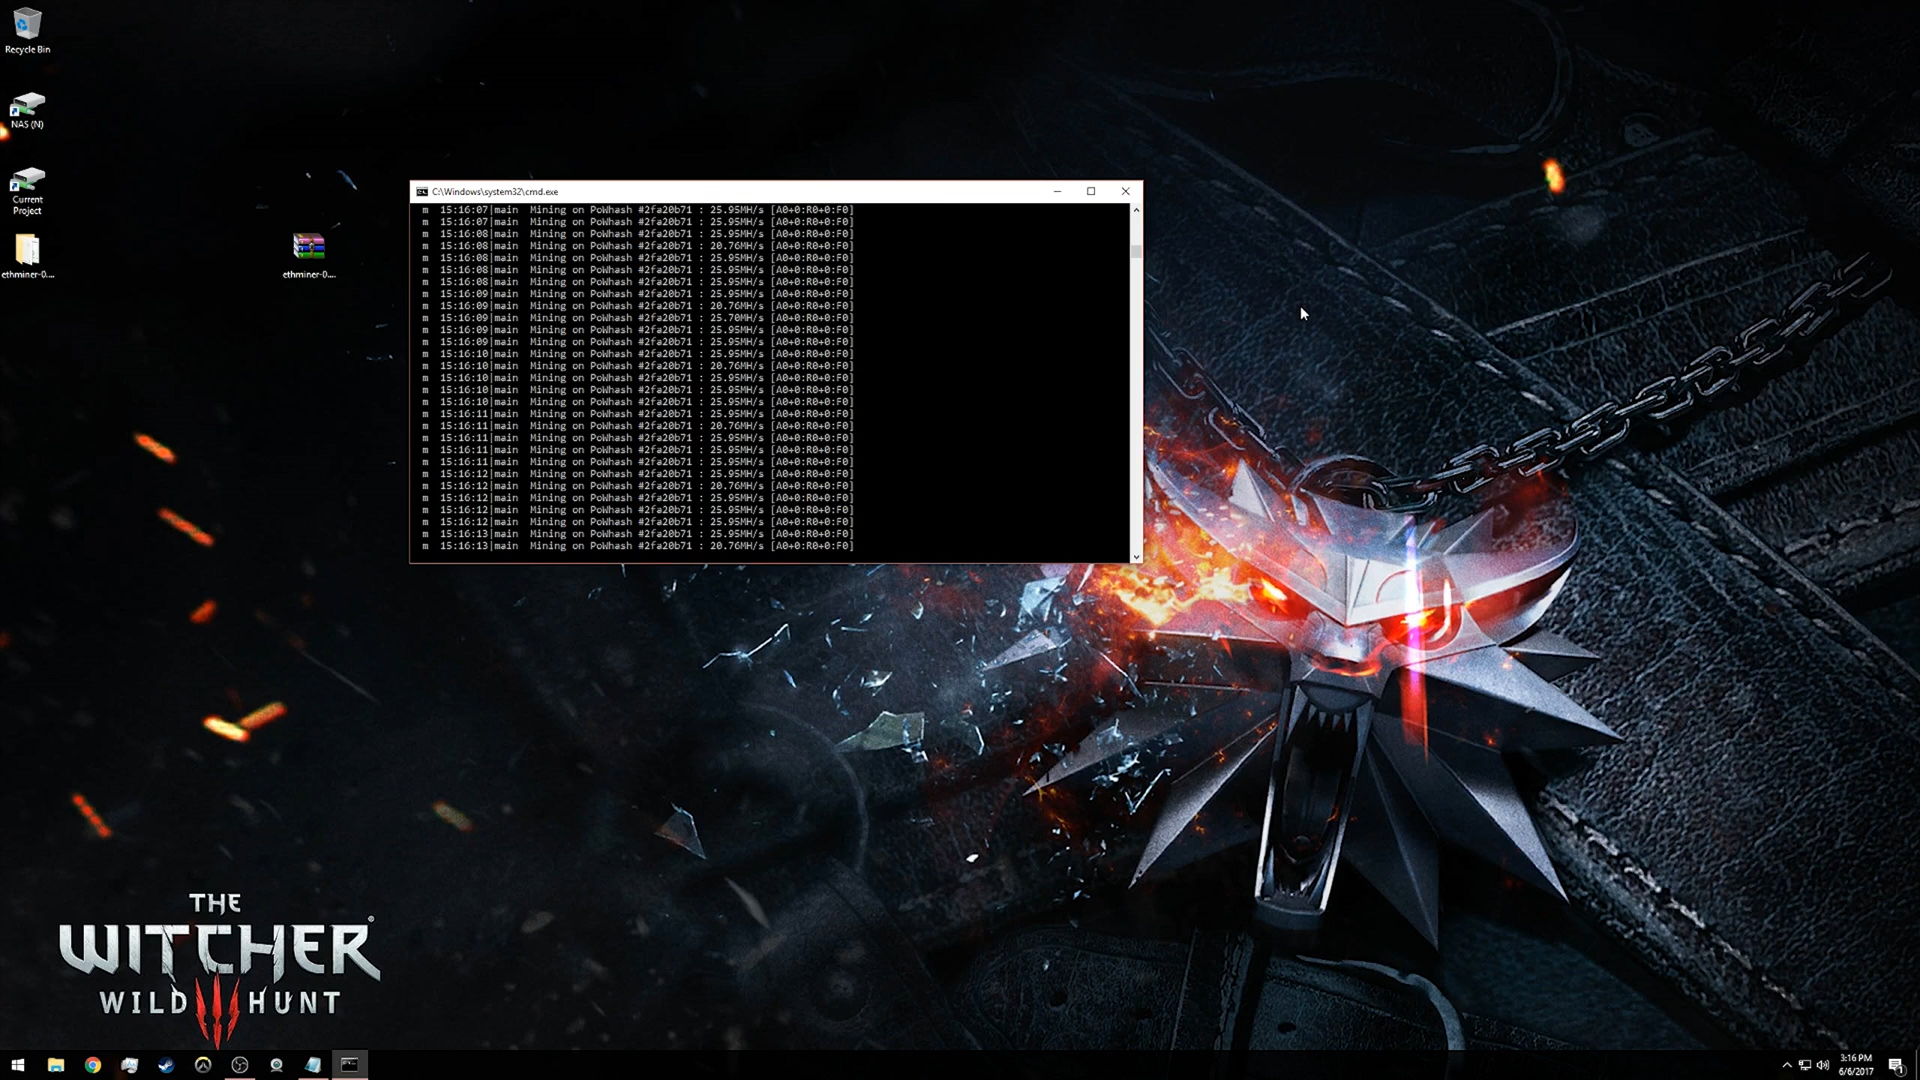 Recycle Bin
NAS (N)
Current
Project
ethminer-0....
ethminer-0....
C:\Windows\system32\cmd.exe
m 15:16:07|main Mining on PoWhash #2fa20b71 : 25.95MH/s [A0+0:R0+0:F0]
m 15:16:07|main Mining on PoWhash #2fa20b71 : 25.95MH/s [A0+0:R0+0:F0]
m 15:16:08|main Mining on PoWhash #2fa20b71 : 25.95MH/s [A0+0:R0+0:F0]
m 15:16:08|main Mining on PoWhash #2fa20b71 : 20.76MH/s [A0+0:R0+0:F0]
m 15:16:08|main Mining on PoWhash #2fa20b71 : 25.95MH/s [A0+0:R0+0:F0]
m 15:16:08|main Mining on PoWhash #2fa20b71 : 25.95MH/s [A0+0:R0+0:F0]
m 15:16:08|main Mining on PoWhash #2fa20b71 : 25.95MH/s [A0+0:R0+0:F0]
m 15:16:09|main Mining on PoWhash #2fa20b71 : 25.95MH/s [A0+0:R0+0:F0]
m 15:16:09|main Mining on PoWhash #2fa20b71 : 20.76MH/s [A0+0:R0+0:F0]
m 15:16:09|main Mining on PoWhash #2fa20b71 : 25.70MH/s [A0+0:R0+0:F0]
m 15:16:09|main Mining on PoWhash #2fa20b71 : 25.95MH/s [A0+0:R0+0:F0]
m 15:16:09|main Mining on PoWhash #2fa20b71 : 25.95MH/s [A0+0:R0+0:F0]
m 15:16:10|main Mining on PoWhash #2fa20b71 : 25.95MH/s [A0+0:R0+0:F0]
m 15:16:10|main Mining on PoWhash #2fa20b71 : 20.76MH/s [A0+0:R0+0:F0]
m 15:16:10|main Mining on PoWhash #2fa20b71 : 25.95MH/s [A0+0:R0+0:F0]
m 15:16:10|main Mining on PoWhash #2fa20b71 : 25.95MH/s [A0+0:R0+0:F0]
m 15:16:10|main Mining on PoWhash #2fa20b71 : 25.95MH/s [A0+0:R0+0:F0]
m 15:16:11|main Mining on PoWhash #2fa20b71 : 25.95MH/s [A0+0:R0+0:F0]
m 15:16:11|main Mining on PoWhash #2fa20b71 : 20.76MH/s [A0+0:R0+0:F0]
m 15:16:11|main Mining on PoWhash #2fa20b71 : 25.95MH/s [A0+0:R0+0:F0]
m 15:16:11|main Mining on PoWhash #2fa20b71 : 25.95MH/s [A0+0:R0+0:F0]
m 15:16:11|main Mining on PoWhash #2fa20b71 : 25.95MH/s [A0+0:R0+0:F0]
m 15:16:12|main Mining on PoWhash #2fa20b71 : 25.95MH/s [A0+0:R0+0:F0]
m 15:16:12|main Mining on PoWhash #2fa20b71 : 20.76MH/s [A0+0:R0+0:F0]
m 15:16:12|main Mining on PoWhash #2fa20b71 : 25.95MH/s [A0+0:R0+0:F0]
m 15:16:12|main Mining on PoWhash #2fa20b71 : 25.95MH/s [A0+0:R0+0:F0]
m 15:16:12|main Mining on PoWhash #2fa20b71 : 25.95MH/s [A0+0:R0+0:F0]
m 15:16:13|main Mining on PoWhash #2fa20b71 : 25.95MH/s [A0+0:R0+0:F0]
m 15:16:13|main Mining on PoWhash #2fa20b71 : 20.76MH/s [A0+0:R0+0:F0]
THE
WITCHER®
WILD III HUNT
3:16 PM
6/6/2017